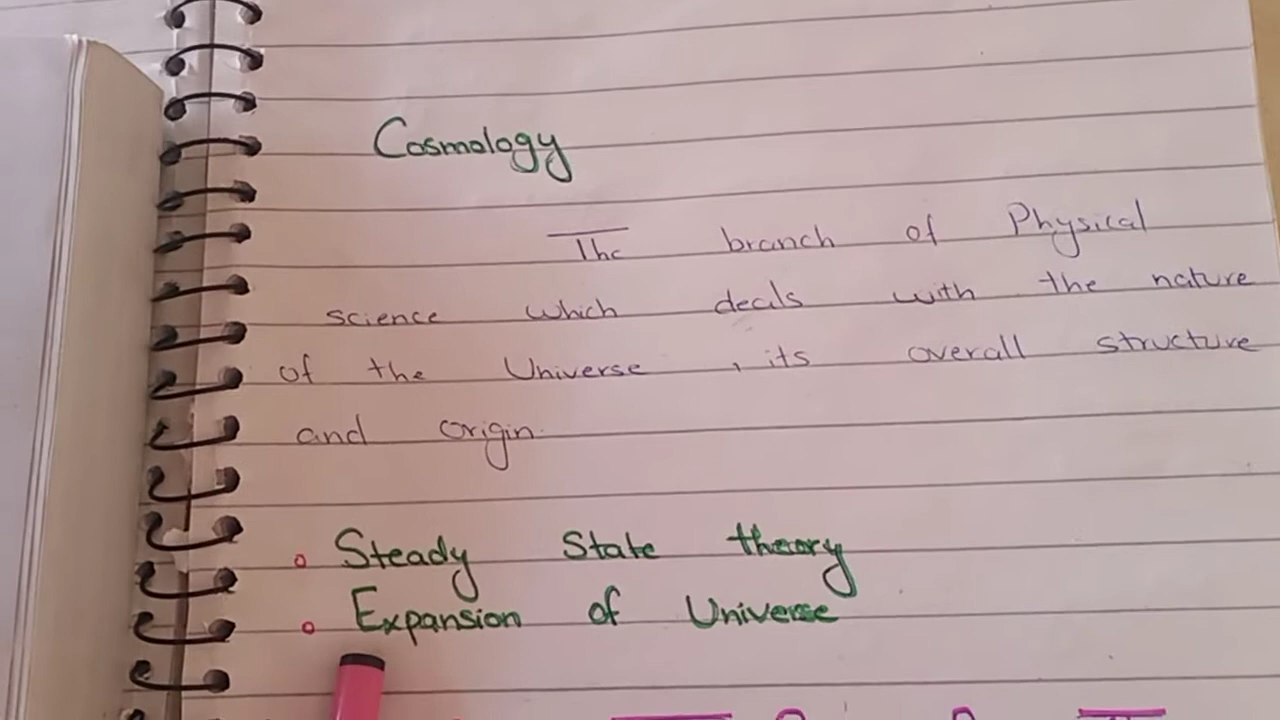 Cosmology
The branch of Physical
science which deals with the nature
of the Universe , its overall structure
and origin.
Steady State theory
Expansion of Universe